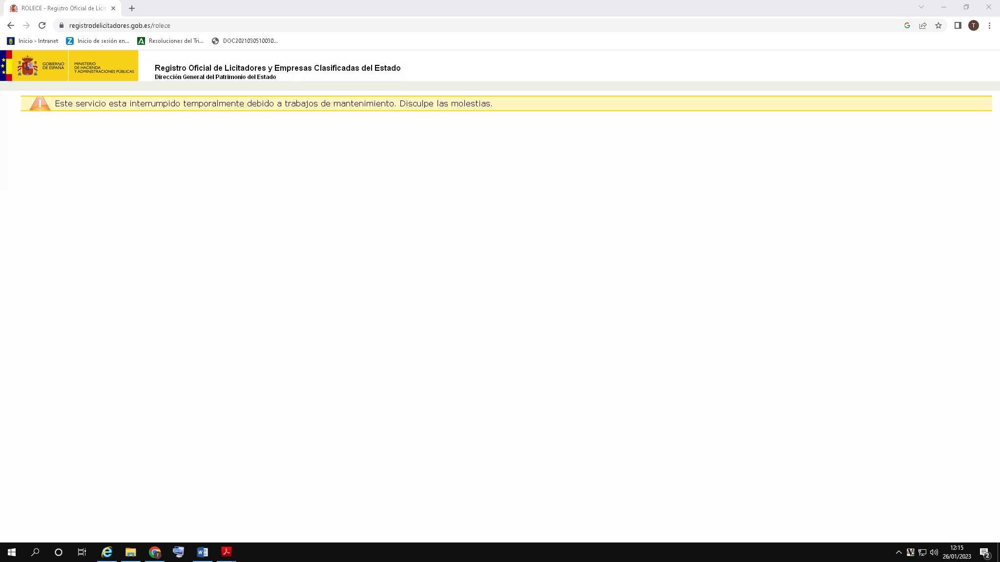 ROLECE - Registro Oficial de Licit
registrodelicitadores.gob.es/rolece
T
Inicio - Intranet
Inicio de sesión en...
Resoluciones del Tri...
DOC2021030510030...
GOBIERNO
DE ESPAÑA
MINISTERIO
DE HACIENDA
Y ADMINISTRACIONES PÚBLICAS
Registro Oficial de Licitadores y Empresas Clasificadas del Estado
Dirección General del Patrimonio del Estado
Este servicio esta interrumpido temporalmente debido a trabajos de mantenimiento. Disculpe las molestias.
12:15
26/01/2023
2